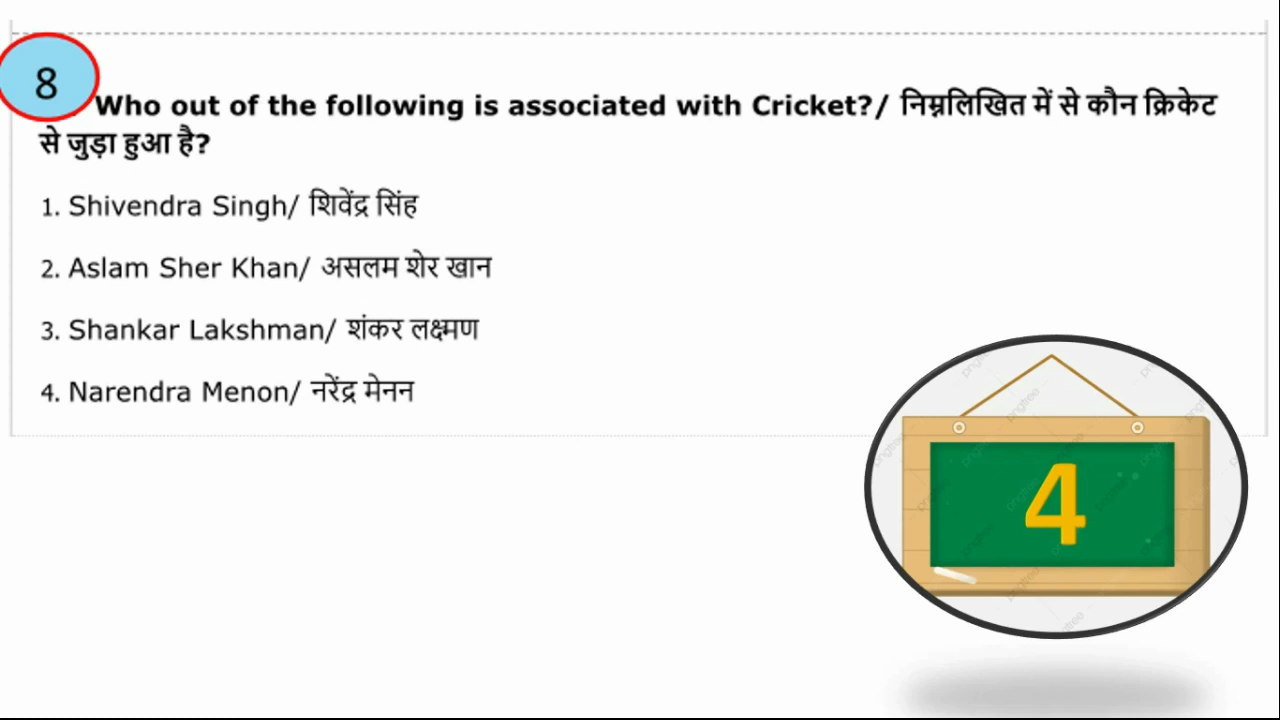 8
Who out of the following is associated with Cricket?/ निम्नलिखित में से कौन क्रिकेट
से जुड़ा हुआ है?
1. Shivendra Singh/ शिवेंद्र सिंह
2. Aslam Sher Khan/ असलम शेर खान
3. Shankar Lakshman/ शंकर लक्ष्मण
4. Narendra Menon/ नरेंद्र मेनन
4